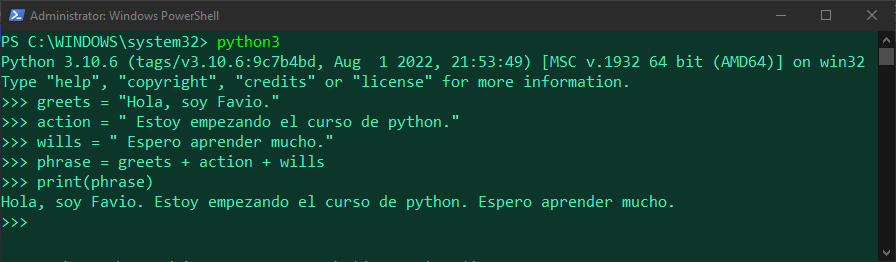 Administrator: Windows PowerShell
PS C:\WINDOWS\system32> python3
Python 3.10.6 (tags/v3.10.6:9c7b4bd, Aug  1 2022, 21:53:49) [MSC v.1932 64 bit (AMD64)] on win32
Type "help", "copyright", "credits" or "license" for more information.
>>> greets = "Hola, soy Favio."
>>> action = " Estoy empezando el curso de python."
>>> wills = " Espero aprender mucho."
>>> phrase = greets + action + wills
>>> print(phrase)
Hola, soy Favio. Estoy empezando el curso de python. Espero aprender mucho.
>>>